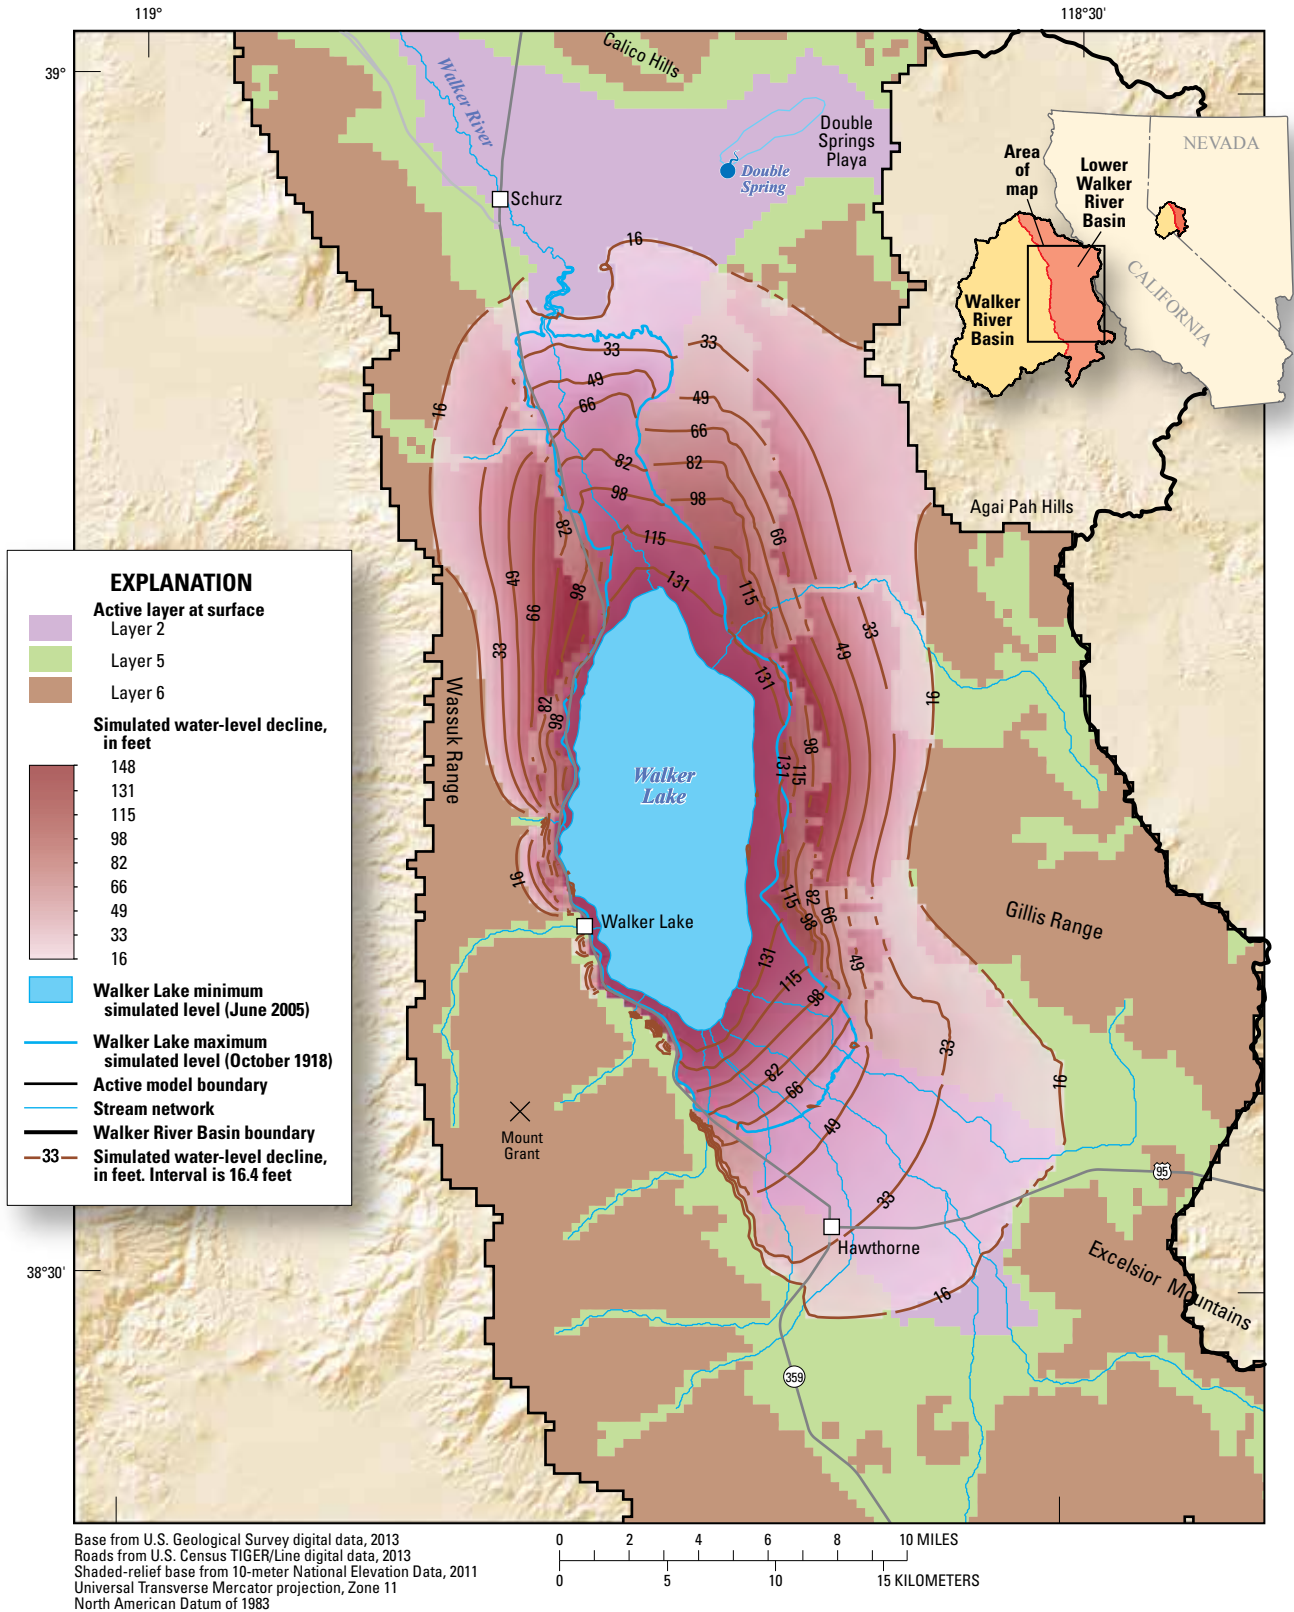 119°
118°30'
39°
38°30'
Calico Hills
Walker River
Double
Springs
Playa
Double
Spring
Schurz
NEVADA
CALIFORNIA
Area
of
map
Lower
Walker
River
Basin
Walker
River
Basin
16
33
33
49
49
66
66
82
82
98
98
115
131
16
82
66
49
66
98
33
115
49
33
131
16
82
98
98
131
115
16
115
82
66
98
131
49
115
98
33
82
66
16
49
33
16
Agai Pah Hills
Wassuk Range
Walker
Lake
Walker Lake
Gillis Range
Mount
Grant
95
Hawthorne
Excelsior Mountains
359
EXPLANATION
Active layer at surface
Layer 2
Layer 5
Layer 6
Simulated water-level decline,
in feet
148
131
115
98
82
66
49
33
16
Walker Lake minimum
simulated level (June 2005)
Walker Lake maximum
simulated level (October 1918)
Active model boundary
Stream network
Walker River Basin boundary
33
Simulated water-level decline,
in feet. Interval is 16.4 feet
Base from U.S. Geological Survey digital data, 2013
Roads from U.S. Census TIGER/Line digital data, 2013
Shaded-relief base from 10-meter National Elevation Data, 2011
Universal Transverse Mercator projection, Zone 11
North American Datum of 1983
0 2 4 6 8 10 MILES
0 5 10 15 KILOMETERS